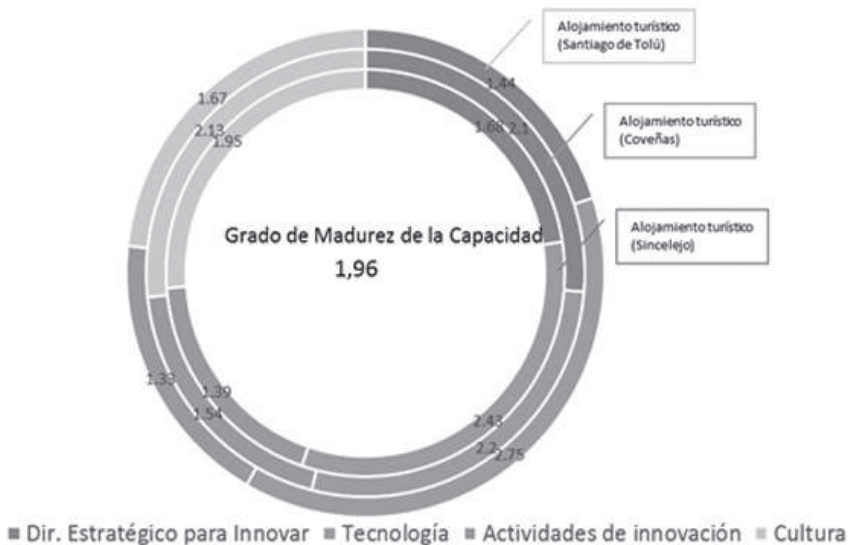 Alojamiento turístico
(Santiago de Tolú)
1.44
1.67
Alojamiento turístico
(Coveñas)
1.68
2.1
2.13
1.95
Alojamiento turístico
(Sincelejo)
Grado de Madurez de la Capacidad
1,96
1.33
1.39
1.54
2.43
2.2
2.75
Dir. Estratégico para Innovar
Tecnología
Actividades de innovación
Cultura